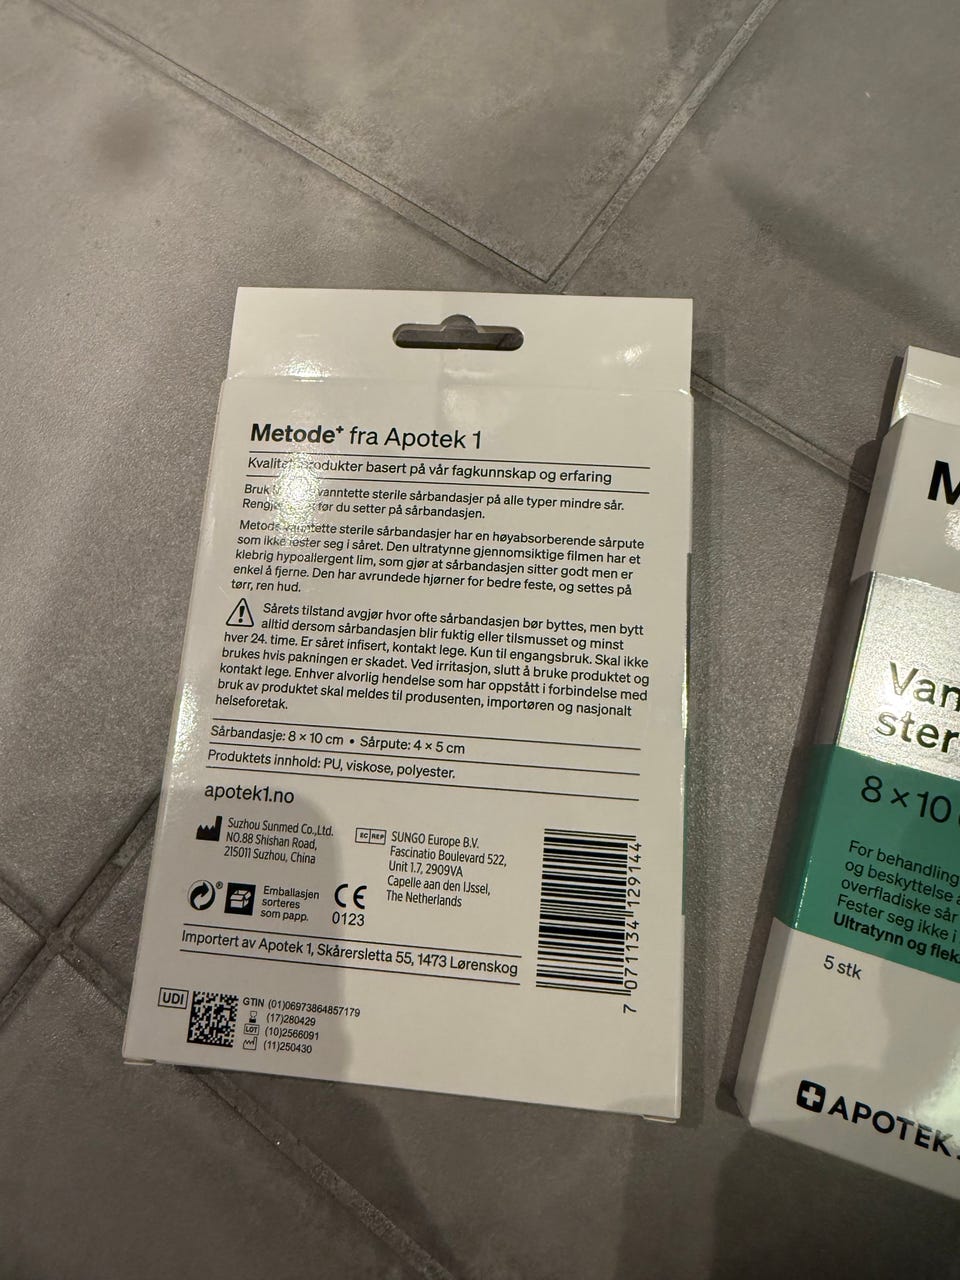 Metode⁺ fra Apotek 1
Kvalitetsprodukter basert på vår fagkunnskap og erfaring
Bruk vanntette sterile sårbandasjer på alle typer mindre sår.
før du setter på sårbandasjen.
Metode vanntette sterile sårbandasjer har en høyabsorberende sårpute
som ikke fester seg i såret. Den ultratynne gjennomsiktige filmen har et
klebrig hypoallergent lim, som gjør at sårbandasjen sitter godt men er
enkel å fjerne. Den har avrundede hjørner for bedre feste, og settes på
tørr, ren hud.
Sårets tilstand avgjør hvor ofte sårbandasjen bør byttes, men bytt
alltid dersom sårbandasjen blir fuktig eller tilsmusset og minst
hver 24. time. Er såret infisert, kontakt lege. Kun til engangsbruk. Skal ikke
brukes hvis pakningen er skadet. Ved irritasjon, slutt å bruke produktet og
kontakt lege. Enhver alvorlig hendelse som har oppstått i forbindelse med
bruk av produktet skal meldes til produsenten, importøren og nasjonalt
helseforetak.
Sårbandasje: 8 × 10 cm • Sårpute: 4 × 5 cm
Produktets innhold: PU, viskose, polyester.
apotek1.no
Suzhou Sunmed Co.,Ltd.
NO.88 Shishan Road,
215011 Suzhou, China
EC REP
SUNGO Europe B.V.
Fascinatio Boulevard 522,
Unit 1.7, 2909VA
Capelle aan den IJssel,
The Netherlands
Emballasjen
sorteres
som papp.
CE
0123
Importert av Apotek 1, Skårersletta 55, 1473 Lørenskog
7 071134 129144
UDI
GTIN (01)06973864857179
(17)280429
LOT (10)2566091
(11)250430
M
Van
ster
8 × 10
For behandling
og beskyttelse
overfladiske sår
Fester seg ikke i
Ultratynn og flek
5 stk
APOTEK